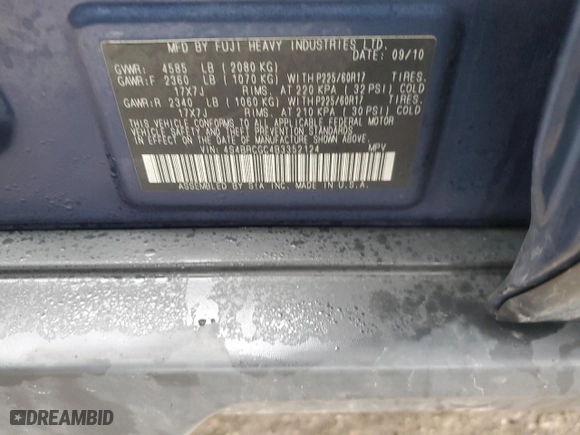 MFD BY FUJI HEAVY INDUSTRIES LTD.
DATE: 09/10
GVWR: 4585 LB (2080 KG)
GAWR:F 2360 LB (1070 KG) WITH P225/60R17 TIRES.
17X7J RIMS. AT 220 KPA (32 PSI) COLD
GAWR:R 2340 LB (1060 KG) WITH P225/60R17 TIRES.
17X7J RIMS. AT 210 KPA (30 PSI) COLD
THIS VEHICLE CONFORMS TO ALL APPLICABLE FEDERAL MOTOR
VEHICLE SAFETY, BUMPER, AND THEFT PREVENTION STANDARDS
IN EFFECT ON THE DATE OF MANUFACTURE SHOWN ABOVE.
VIN: 4S4BRCGC4B3352124 MPV
ASSEMBLED BY SIA INC. MADE IN U.S.A.
DREAMBID